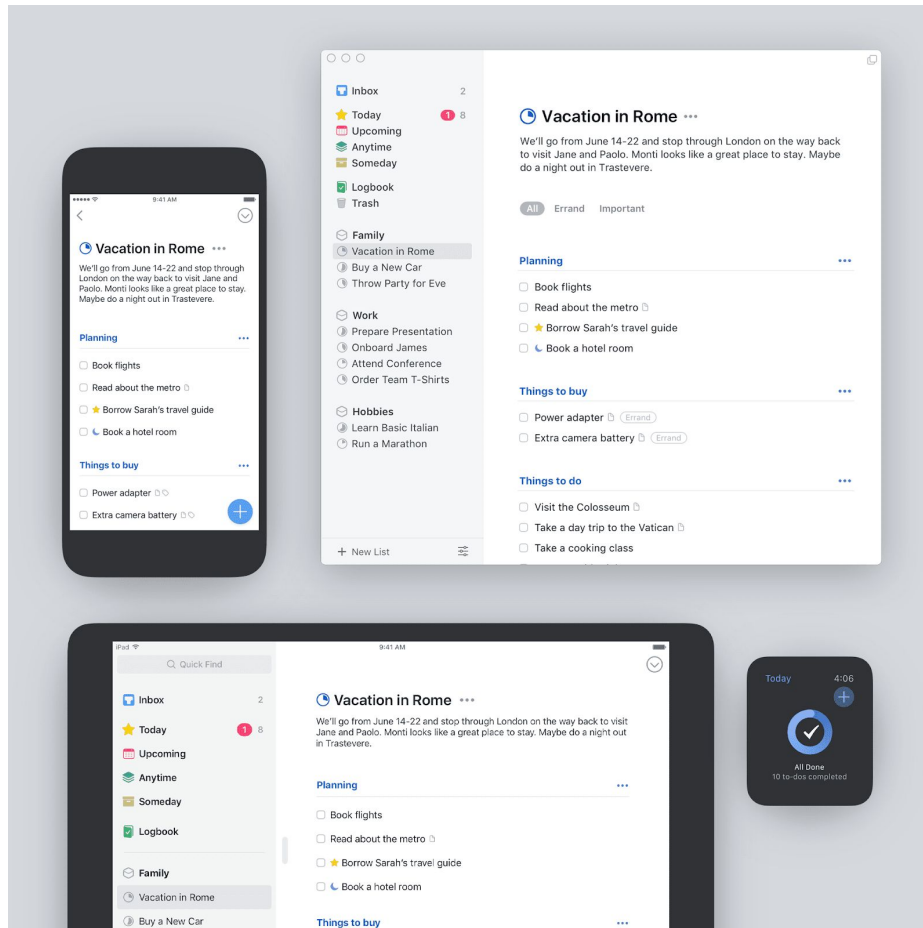 Inbox 2
Today 1 8
Upcoming
Anytime
Someday
Logbook
Trash
Family
Vacation in Rome
Buy a New Car
Throw Party for Eve
Work
Prepare Presentation
Onboard James
Attend Conference
Order Team T-Shirts
Hobbies
Learn Basic Italian
Run a Marathon
+ New List
Vacation in Rome •••
We'll go from June 14-22 and stop through London on the way back
to visit Jane and Paolo. Monti looks like a great place to stay. Maybe
do a night out in Trastevere.
All Errand Important
Planning •••
Book flights
Read about the metro
Borrow Sarah's travel guide
Book a hotel room
Things to buy •••
Power adapter Errand
Extra camera battery Errand
Things to do •••
Visit the Colosseum
Take a day trip to the Vatican
Take a cooking class
9:41 AM
Vacation in Rome •••
We'll go from June 14-22 and stop through
London on the way back to visit Jane and
Paolo. Monti looks like a great place to stay.
Maybe do a night out in Trastevere.
Planning •••
Book flights
Read about the metro
Borrow Sarah's travel guide
Book a hotel room
Things to buy •••
Power adapter
Extra camera battery
iPad 9:41 AM
Quick Find
Inbox 2
Today 1 8
Upcoming
Anytime
Someday
Logbook
Family
Vacation in Rome
Buy a New Car
Vacation in Rome •••
We'll go from June 14-22 and stop through London on the way back to visit
Jane and Paolo. Monti looks like a great place to stay. Maybe do a night out
in Trastevere.
Planning •••
Book flights
Read about the metro
Borrow Sarah's travel guide
Book a hotel room
Things to buy •••
Today 4:06
All Done
10 to-dos completed